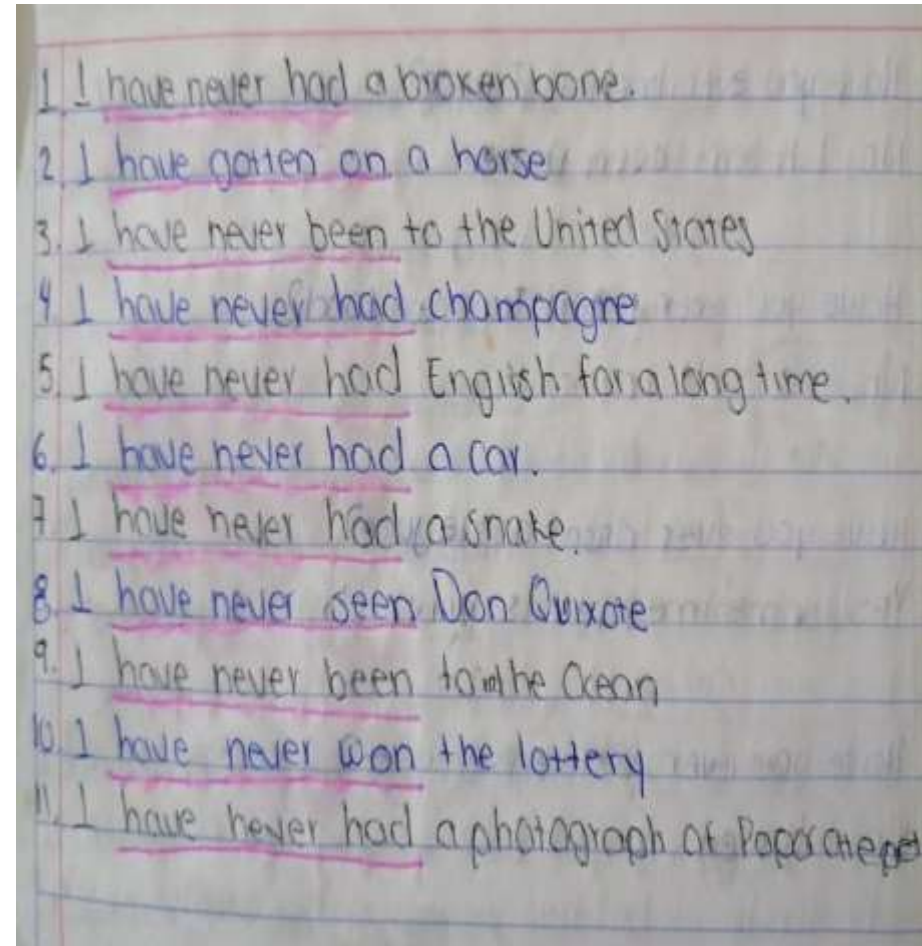 1. I have never had a broken bone.
2. I have gotten on a horse
3. I have never been to the United States
4. I have never had champagne
5. I have never had English for a long time.
6. I have never had a car.
7. I have never had a snake.
8. I have never seen Don Quixote
9. I have never been to the Ocean
10. I have never won the lottery
11. I have never had a photograph of